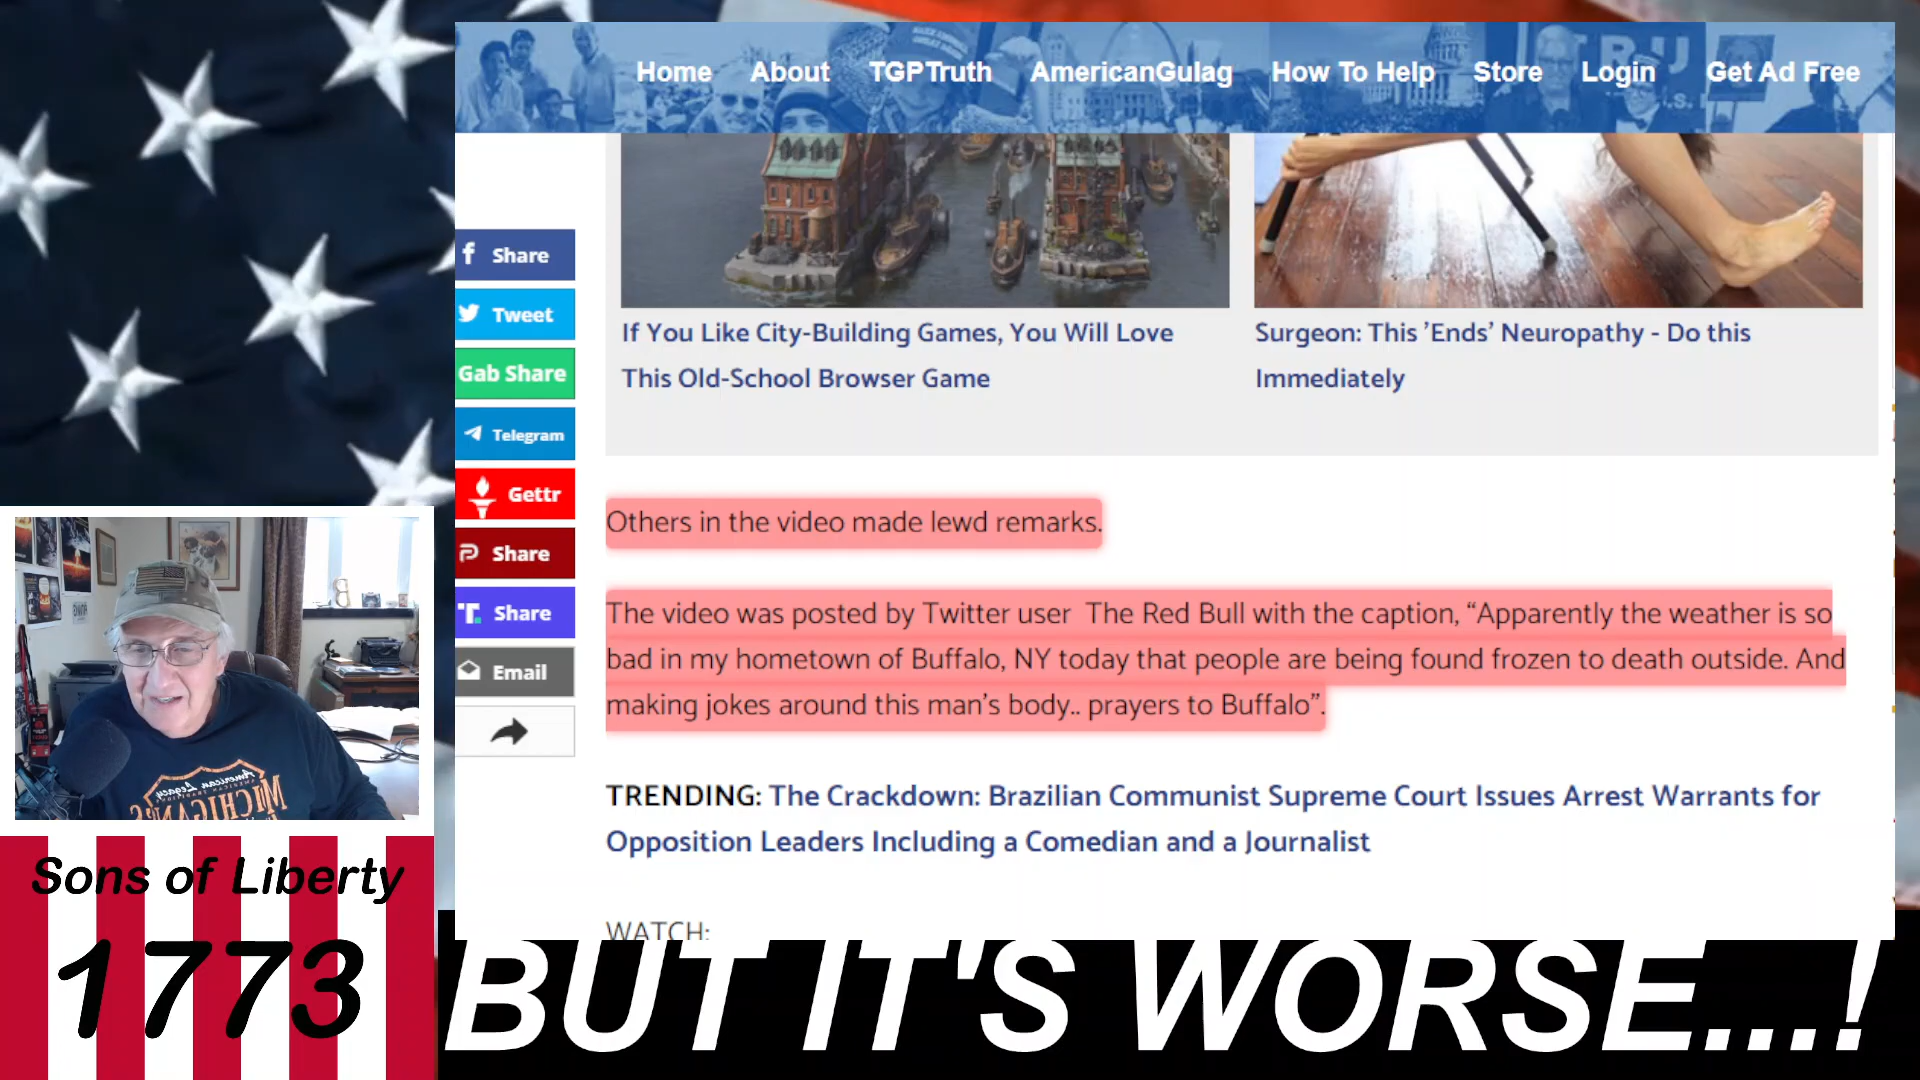 Home About TGPTruth AmericanGulag How To Help Store Login Get Ad Free
TRU
Share
Tweet
Gab Share
Telegram
Gettr
Share
Share
Email
If You Like City-Building Games, You Will Love
This Old-School Browser Game
Surgeon: This 'Ends' Neuropathy - Do this
Immediately
Others in the video made lewd remarks.
The video was posted by Twitter user The Red Bull with the caption, “Apparently the weather is so
bad in my hometown of Buffalo, NY today that people are being found frozen to death outside. And
making jokes around this man’s body.. prayers to Buffalo”.
TRENDING: The Crackdown: Brazilian Communist Supreme Court Issues Arrest Warrants for
Opposition Leaders Including a Comedian and a Journalist
WATCH:
American Legacy
MICHIGAN'S
Sons of Liberty
1773
BUT IT'S WORSE...!